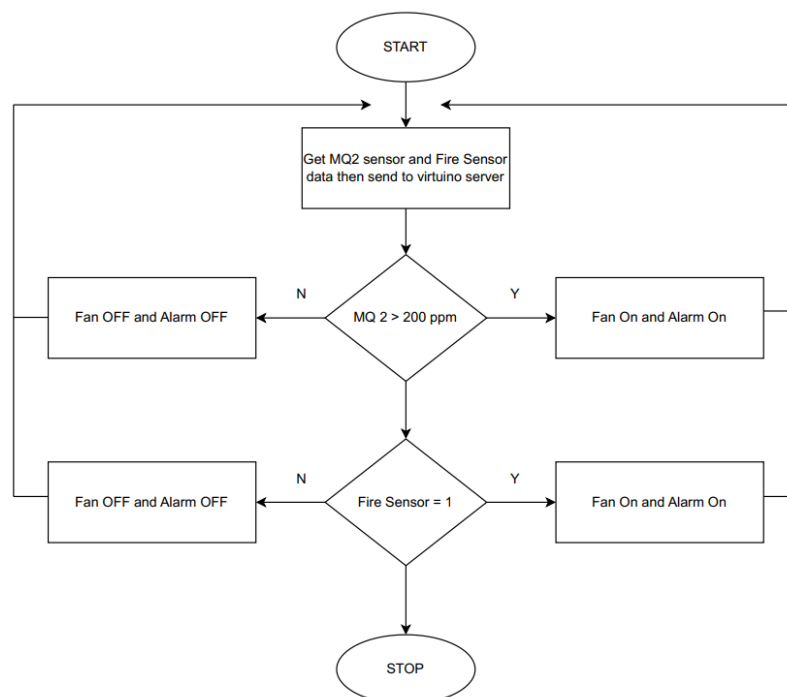 START
Get MQ2 sensor and Fire Sensor
data then send to virtuino server
N
Y
Fan OFF and Alarm OFF
MQ 2 > 200 ppm
Fan On and Alarm On
N
Y
Fan OFF and Alarm OFF
Fire Sensor = 1
Fan On and Alarm On
STOP